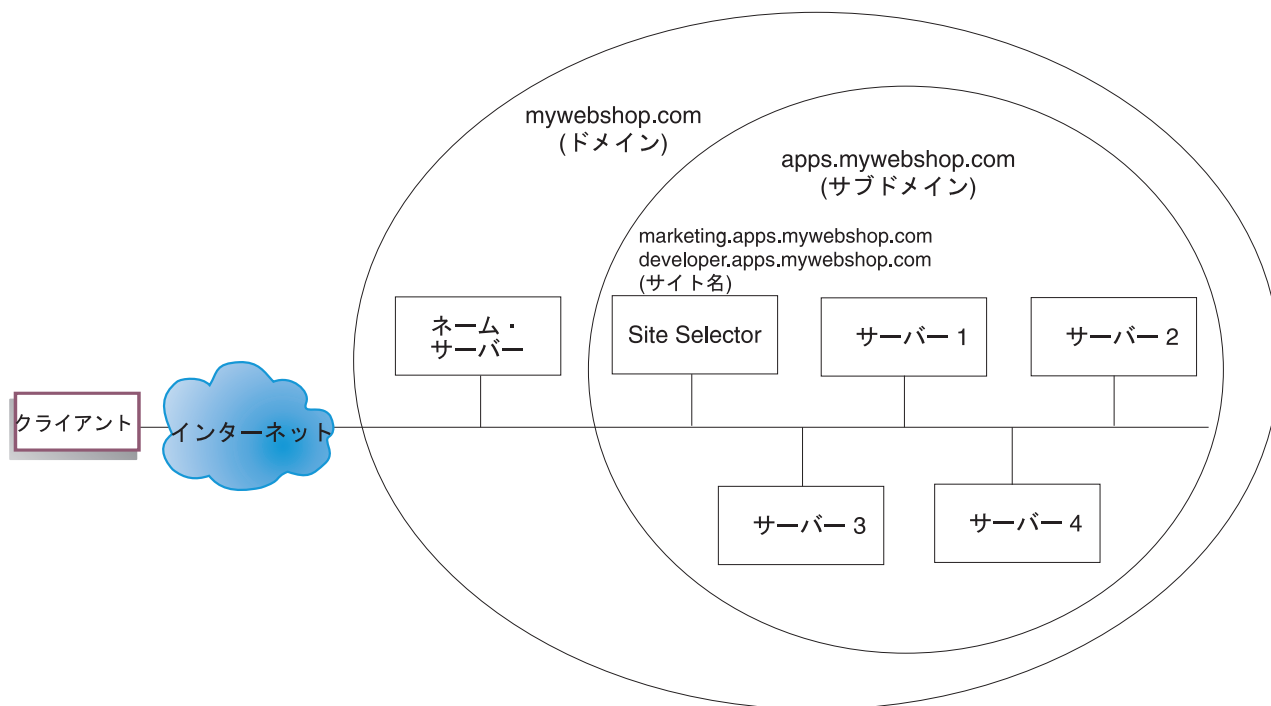 mywebshop.com
(ドメイン)
apps.mywebshop.com
(サブドメイン)
marketing.apps.mywebshop.com
developer.apps.mywebshop.com
(サイト名)
ネーム・
サーバー
Site Selector
サーバー 1
サーバー 2
クライアント
インターネット
サーバー 3
サーバー 4